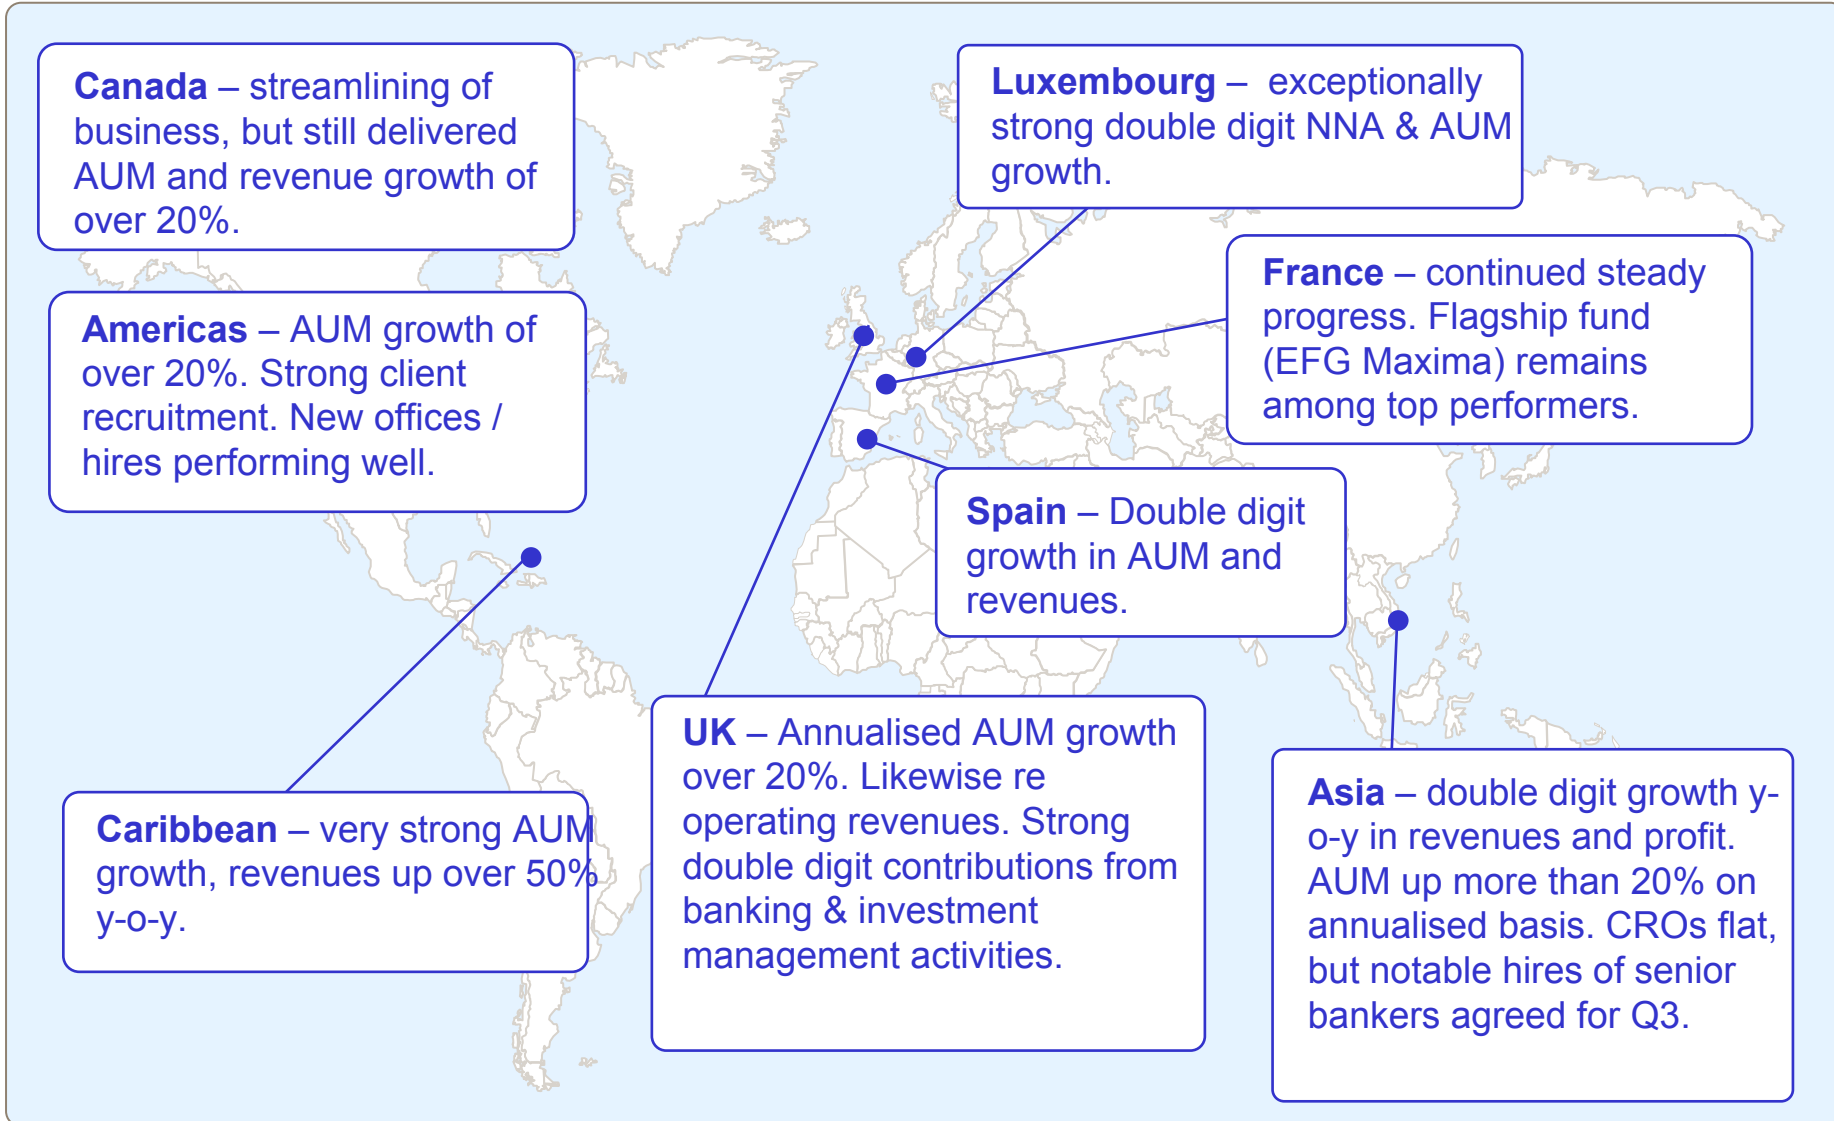 Canada – streamlining of
business, but still delivered
AUM and revenue growth of
over 20%.
Luxembourg – exceptionally
strong double digit NNA & AUM
growth.
France – continued steady
progress. Flagship fund
(EFG Maxima) remains
among top performers.
Americas – AUM growth of
over 20%. Strong client
recruitment. New offices /
hires performing well.
Spain – Double digit
growth in AUM and
revenues.
UK – Annualised AUM growth
over 20%. Likewise re
operating revenues. Strong
double digit contributions from
banking & investment
management activities.
Caribbean – very strong AUM
growth, revenues up over 50%
y-o-y.
Asia – double digit growth y-
o-y in revenues and profit.
AUM up more than 20% on
annualised basis. CROs flat,
but notable hires of senior
bankers agreed for Q3.